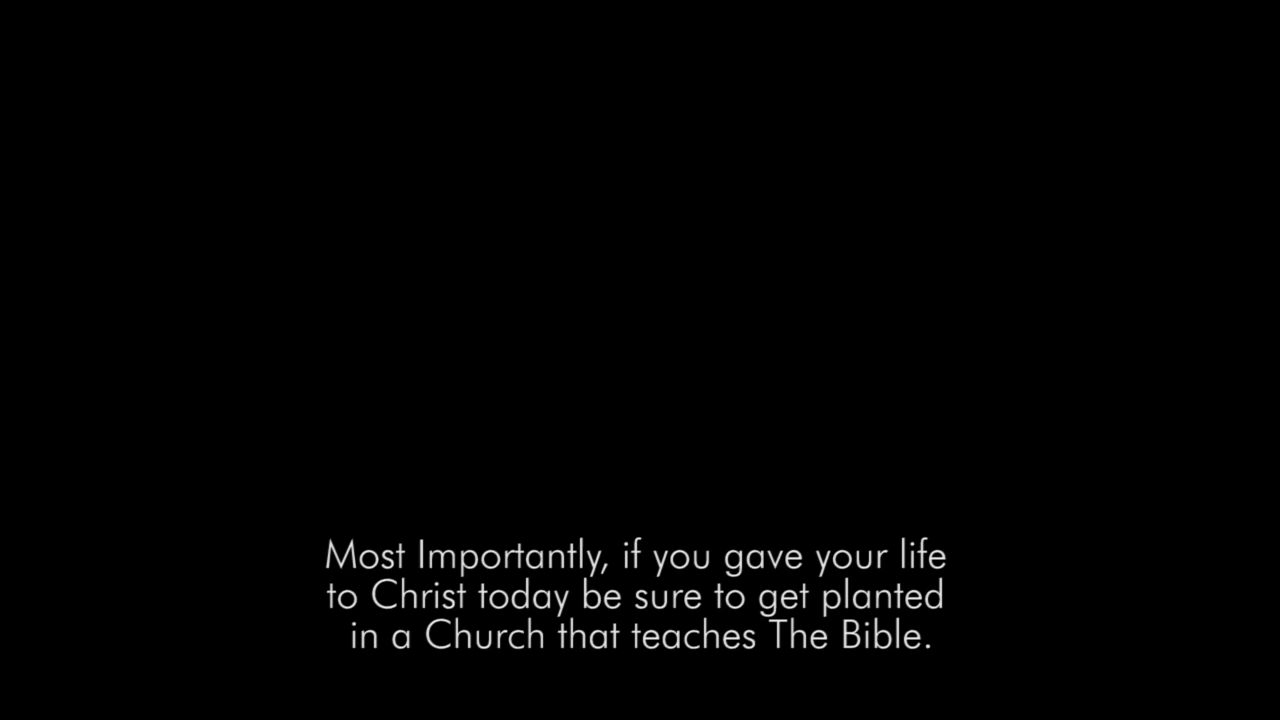 Most Importantly, if you gave your life
to Christ today be sure to get planted
in a Church that teaches The Bible.